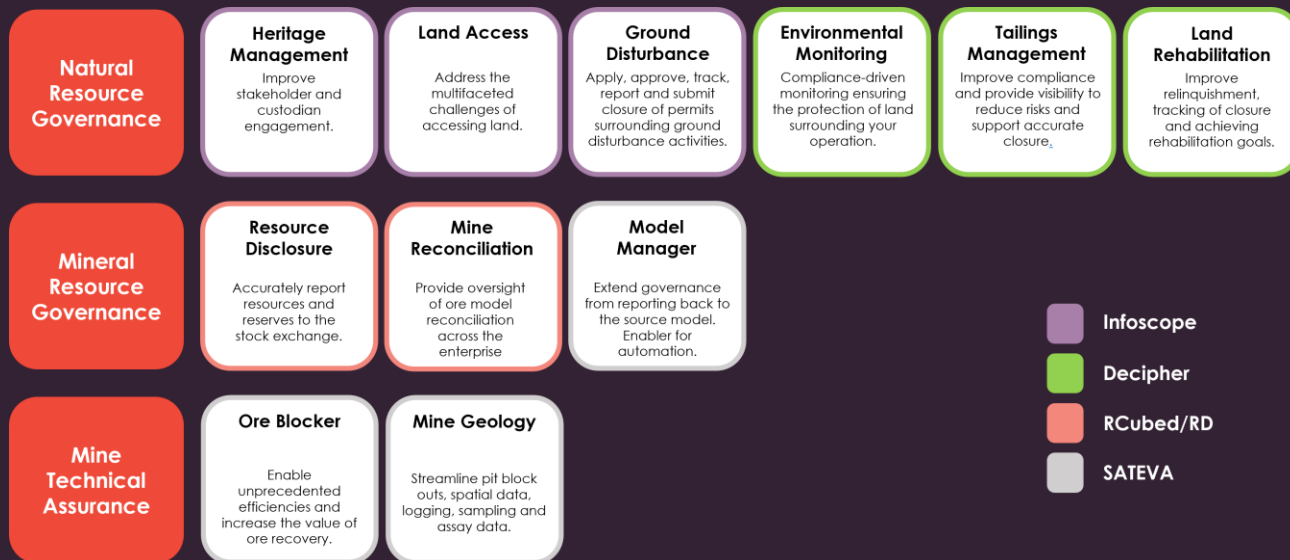 Natural
Resource
Governance
Heritage
Management
Improve
stakeholder and
custodian
engagement.
Land Access
Address the
multifaceted
challenges of
accessing land.
Ground
Disturbance
Apply, approve, track,
report and submit
closure of permits
surrounding ground
disturbance activities.
Environmental
Monitoring
Compliance-driven
monitoring ensuring
the protection of land
surrounding your
operation.
Tailings
Management
Improve compliance
and provide visibility to
reduce risks and
support accurate
closure.
Land
Rehabilitation
Improve
relinquishment,
tracking of closure
and achieving
rehabilitation goals.
Mineral
Resource
Governance
Resource
Disclosure
Accurately report
resources and
reserves to the
stock exchange.
Mine
Reconciliation
Provide oversight
of ore model
reconciliation
across the
enterprise
Model
Manager
Extend governance
from reporting back to
the source model.
Enabler for
automation.
Mine
Technical
Assurance
Ore Blocker
Enable
unprecedented
efficiencies and
increase the value of
ore recovery.
Mine Geology
Streamline pit block
outs, spatial data,
logging, sampling and
assay data.
Infoscope
Decipher
RCubed/RD
SATEVA